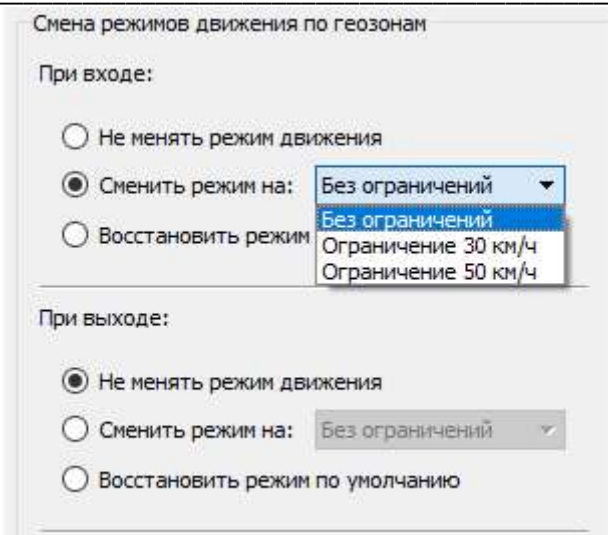 Смена режимов движения по геозонам
При входе:
Не менять режим движения
Сменить режим на: Без ограничений
Без ограничений
Восстановить режим Ограничение 30 км/ч
Ограничение 50 км/ч
При выходе:
Не менять режим движения
Сменить режим на: Без ограничений
Восстановить режим по умолчанию